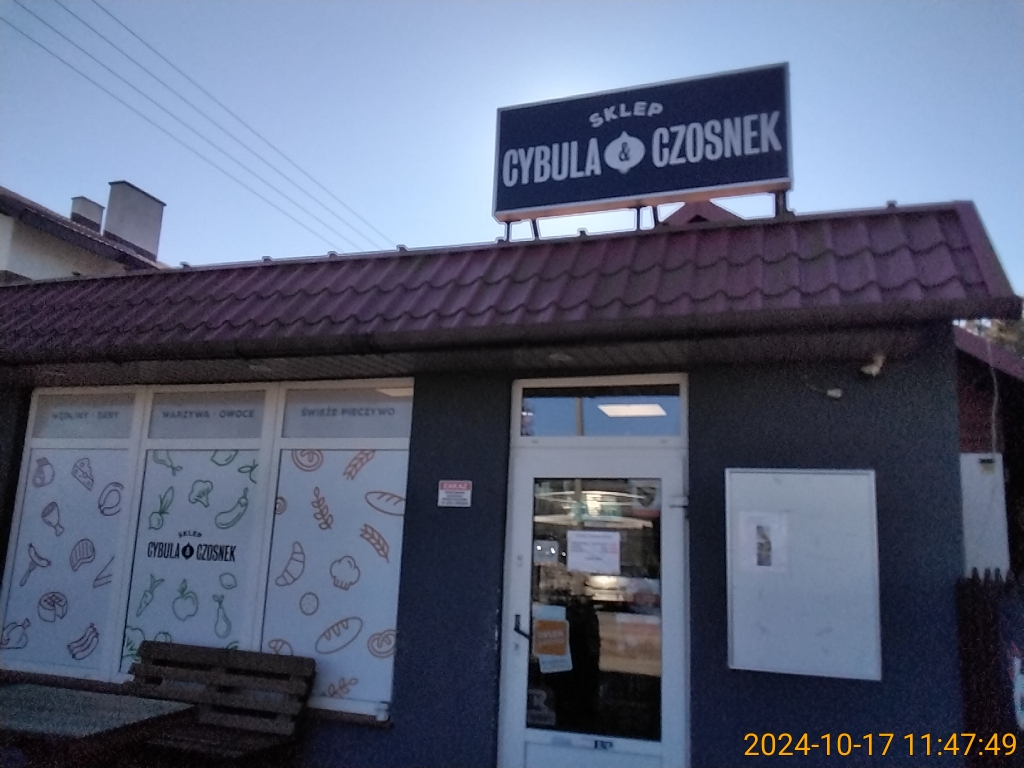 SKLEP
CYBULA & CZOSNEK
WĘDLINY · SERY
WARZYWA · OWOCE
ŚWIEŻE PIECZYWO
SKLEP
CYBULA & CZOSNEK
ZAKAZ
2024-10-17 11:47:49